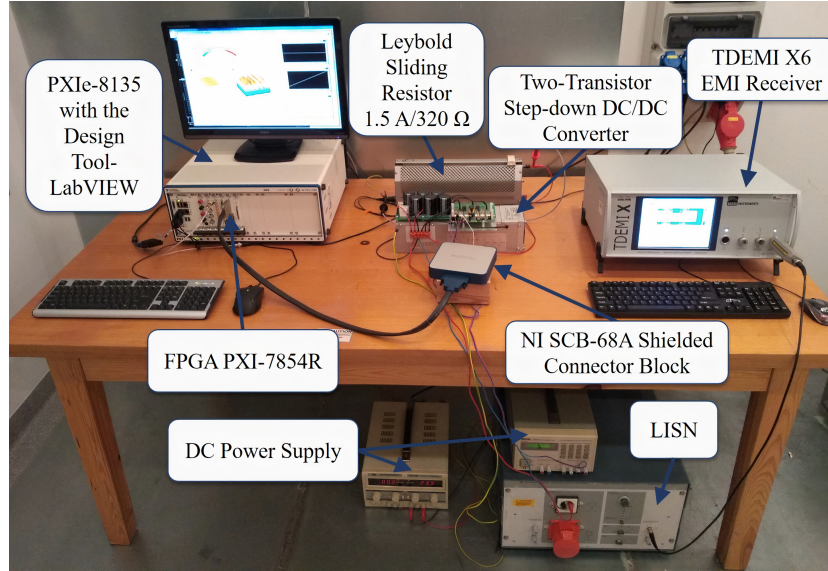 PXIe-8135
with the
Design
Tool-
LabVIEW
Leybold
Sliding
Resistor
1.5 A/320 Ω
Two-Transistor
Step-down DC/DC
Converter
TDEMI X6
EMI Receiver
TDEMI X
FPGA PXI-7854R
NI SCB-68A Shielded
Connector Block
DC Power Supply
LISN